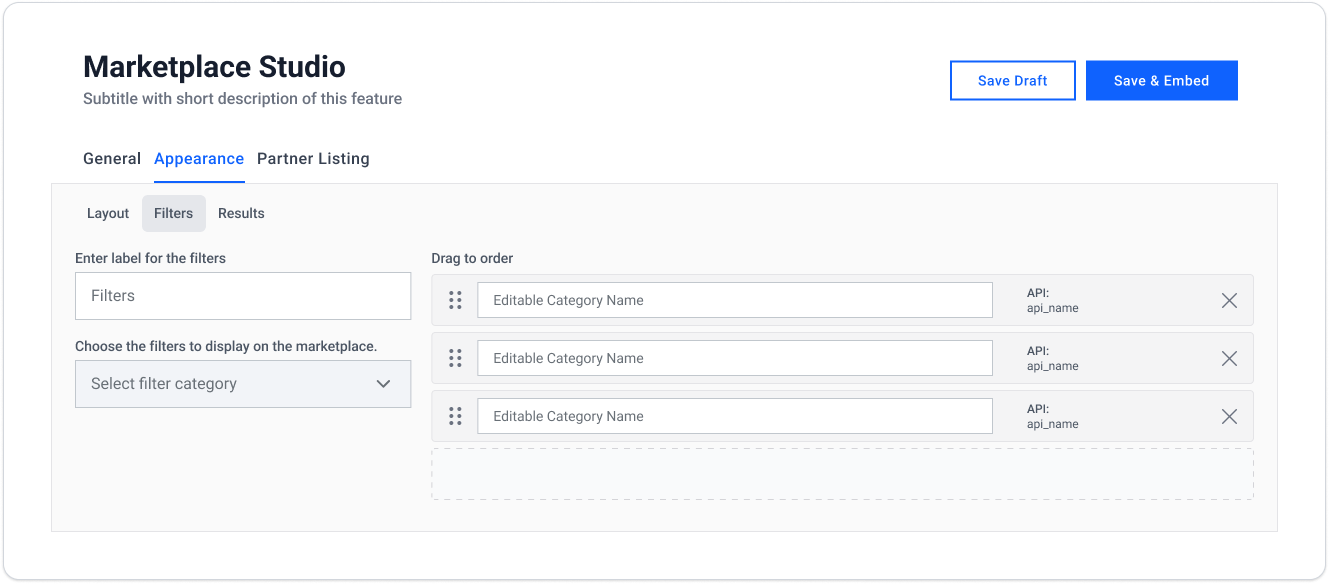 Marketplace Studio
Subtitle with short description of this feature
Save Draft
Save & Embed
General
Appearance
Partner Listing
Layout
Filters
Results
Enter label for the filters
Filters
Choose the filters to display on the marketplace.
Select filter category
Drag to order
Editable Category Name
API:
api_name
Editable Category Name
API:
api_name
Editable Category Name
API:
api_name